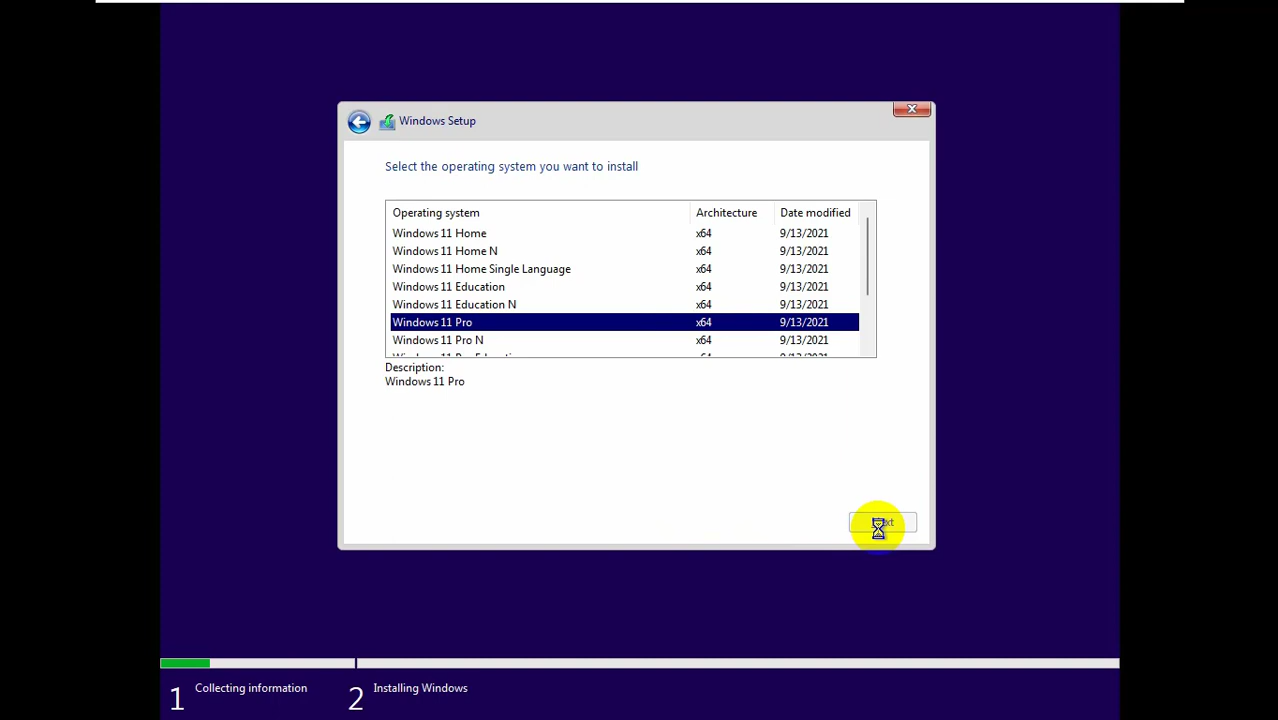 Windows Setup
Select the operating system you want to install
Operating system Architecture Date modified
Windows 11 Home x64 9/13/2021
Windows 11 Home N x64 9/13/2021
Windows 11 Home Single Language x64 9/13/2021
Windows 11 Education x64 9/13/2021
Windows 11 Education N x64 9/13/2021
Windows 11 Pro x64 9/13/2021
Windows 11 Pro N x64 9/13/2021
Description:
Windows 11 Pro
1 Collecting information 2 Installing Windows